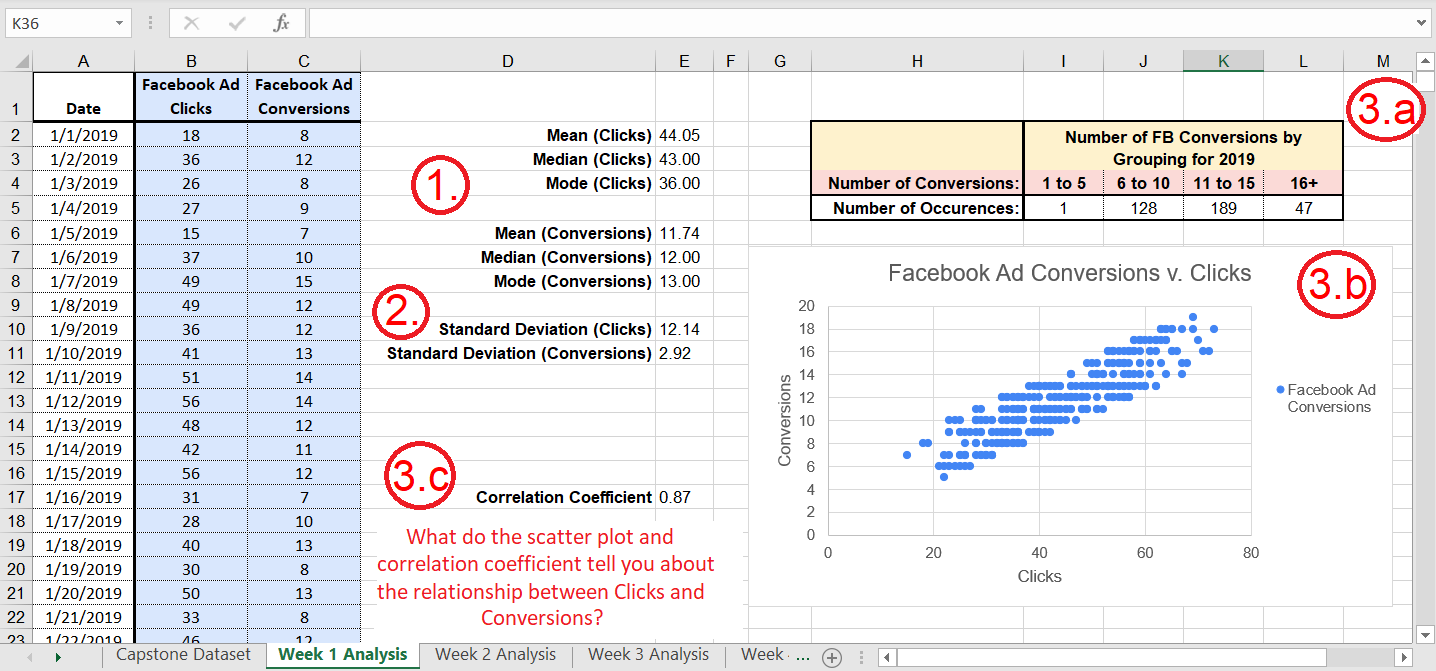 K36
fx
A B C D E F G H I J K L M
Facebook Ad Facebook Ad
1 Date Clicks Conversions
2 1/1/2019 18 8 Mean (Clicks) 44.05
3 1/2/2019 36 12 Median (Clicks) 43.00
4 1/3/2019 26 8 Mode (Clicks) 36.00
5 1/4/2019 27 9
6 1/5/2019 15 7 Mean (Conversions) 11.74
7 1/6/2019 37 10 Median (Conversions) 12.00
8 1/7/2019 49 15 Mode (Conversions) 13.00
9 1/8/2019 49 12
10 1/9/2019 36 12 Standard Deviation (Clicks) 12.14
11 1/10/2019 41 13 Standard Deviation (Conversions) 2.92
12 1/11/2019 51 14
13 1/12/2019 56 14
14 1/13/2019 48 12
15 1/14/2019 42 11
16 1/15/2019 56 12
17 1/16/2019 31 7 Correlation Coefficient 0.87
18 1/17/2019 28 10
19 1/18/2019 40 13
20 1/19/2019 30 8
21 1/20/2019 50 13
22 1/21/2019 33 8
23 1/22/2019 46 12
1.
2.
3.c
What do the scatter plot and
correlation coefficient tell you about
the relationship between Clicks and
Conversions?
3.a
Number of FB Conversions by
Grouping for 2019
Number of Conversions: 1 to 5 6 to 10 11 to 15 16+
Number of Occurences: 1 128 189 47
3.b
Facebook Ad Conversions v. Clicks
20
18
16
14
12
10
8
6
4
2
0
Conversions
0 20 40 60 80
Clicks
Facebook Ad
Conversions
Capstone Dataset Week 1 Analysis Week 2 Analysis Week 3 Analysis Week ...